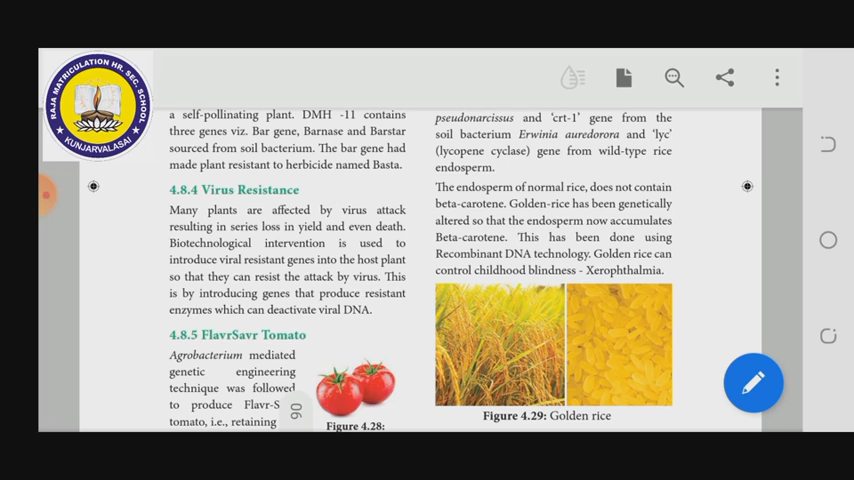 RAJA MATRICULATION HR. SEC. SCHOOL
KUNJARVALASAI
a self-pollinating plant. DMH -11 contains
three genes viz. Bar gene, Barnase and Barstar
sourced from soil bacterium. The bar gene had
made plant resistant to herbicide named Basta.
4.8.4 Virus Resistance
Many plants are affected by virus attack
resulting in series loss in yield and even death.
Biotechnological intervention is used to
introduce viral resistant genes into the host plant
so that they can resist the attack by virus. This
is by introducing genes that produce resistant
enzymes which can deactivate viral DNA.
4.8.5 FlavrSavr Tomato
Agrobacterium mediated
genetic engineering
technique was followed
to produce Flavr-S
tomato, i.e., retaining
Figure 4.28:
90
pseudonarcissus and ‘crt-1’ gene from the
soil bacterium Erwinia auredorora and ‘lyc’
(lycopene cyclase) gene from wild-type rice
endosperm.
The endosperm of normal rice, does not contain
beta-carotene. Golden-rice has been genetically
altered so that the endosperm now accumulates
Beta-carotene. This has been done using
Recombinant DNA technology. Golden rice can
control childhood blindness - Xerophthalmia.
Figure 4.29: Golden rice